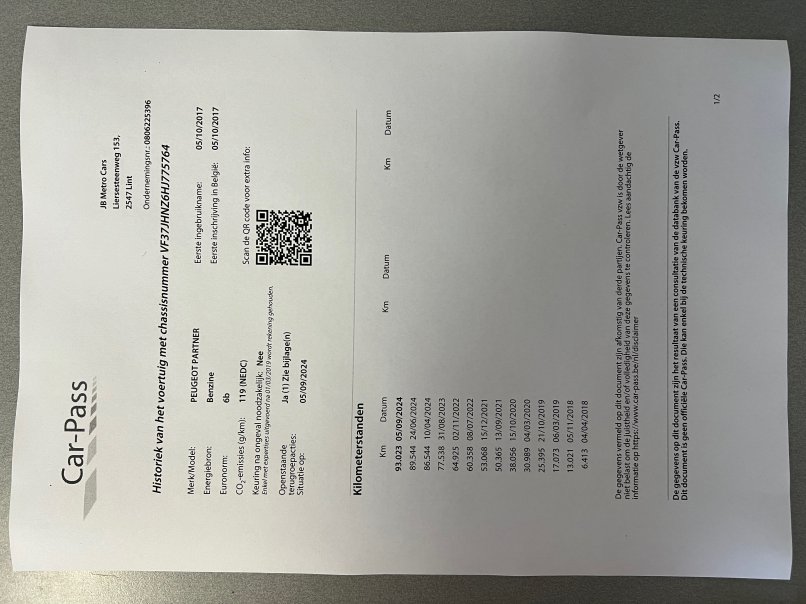 Car-Pass
JB Metro Cars
Liersesteenweg 153,
2547 Lint
Ondernemingsnr.: 0806225396
Historiek van het voertuig met chassisnummer VF37JHNZ6HJ775764
Merk/Model: PEUGEOT PARTNER
Energiebron: Benzine
Euronorm: 6b
CO2-emissies (g/km): 119 (NEDC)
Keuring na ongeval noodzakelijk: Nee
Enkel met expertises uitgevoerd na 01/03/2019 wordt rekening gehouden.
Openstaande
terugroepacties: Ja (1) Zie bijlage(n)
Situatie op: 05/09/2024
Eerste ingebruikname: 05/10/2017
Eerste inschrijving in België: 05/10/2017
Scan de QR code voor extra info:
Kilometerstanden
Km Datum Km Datum Km Datum
93.023 05/09/2024
89.544 24/06/2024
86.544 10/04/2024
77.538 31/08/2023
64.925 02/11/2022
60.358 08/07/2022
53.068 15/12/2021
50.365 13/09/2021
38.056 15/10/2020
30.989 04/03/2020
25.395 21/10/2019
17.073 06/03/2019
13.021 05/11/2018
6.413 04/04/2018
De gegevens vermeld op dit document zijn afkomstig van derde partijen. Car-Pass vzw is door de wetgever
niet belast om de juistheid en/of volledigheid van deze gegevens te controleren. Lees aandachtig de
informatie op https://www.car-pass.be/nl/disclaimer
De gegevens op dit document zijn het resultaat van een consultatie van de databank van de vzw Car-Pass.
Dit document is geen officiële Car-Pass. Die kan enkel bij de technische keuring bekomen worden.
1/2